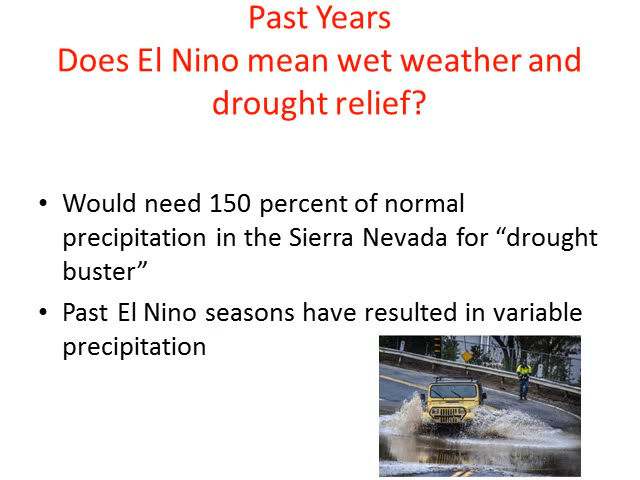 Past Years
Does El Nino mean wet weather and
drought relief?
• Would need 150 percent of normal
precipitation in the Sierra Nevada for “drought
buster”
• Past El Nino seasons have resulted in variable
precipitation